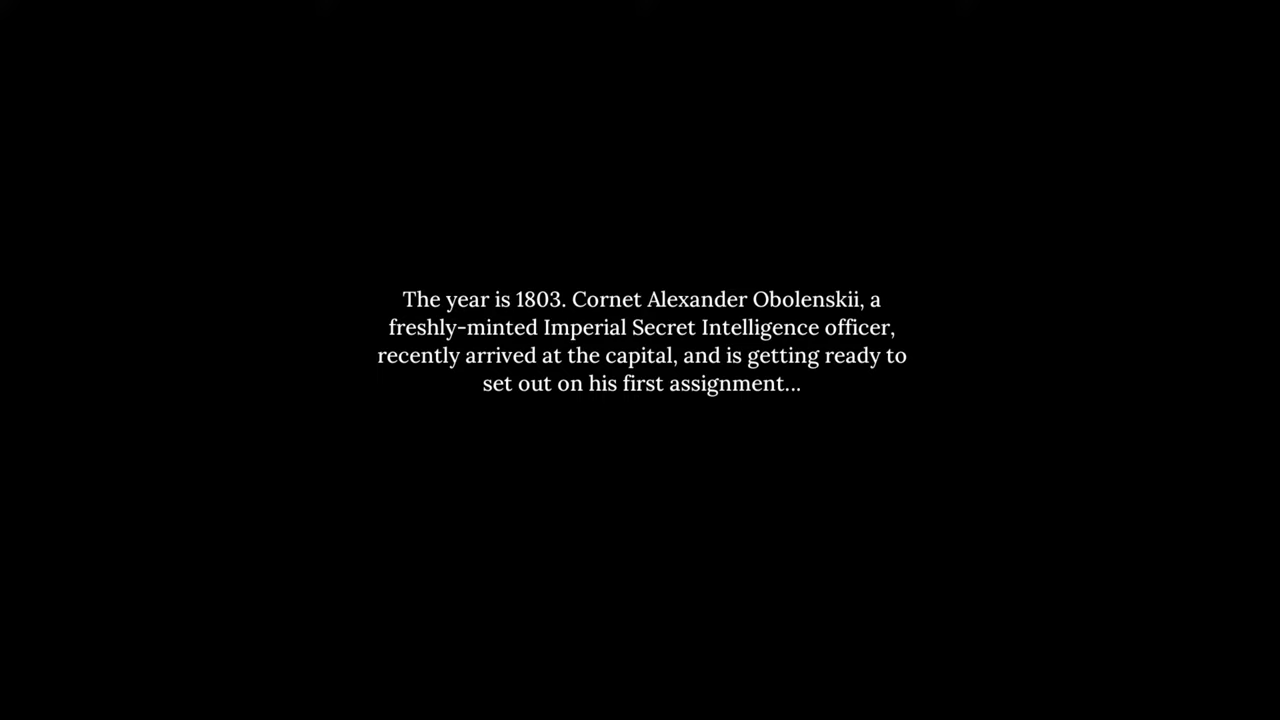 The year is 1803. Cornet Alexander Obolenskii, a
freshly-minted Imperial Secret Intelligence officer,
recently arrived at the capital, and is getting ready to
set out on his first assignment...